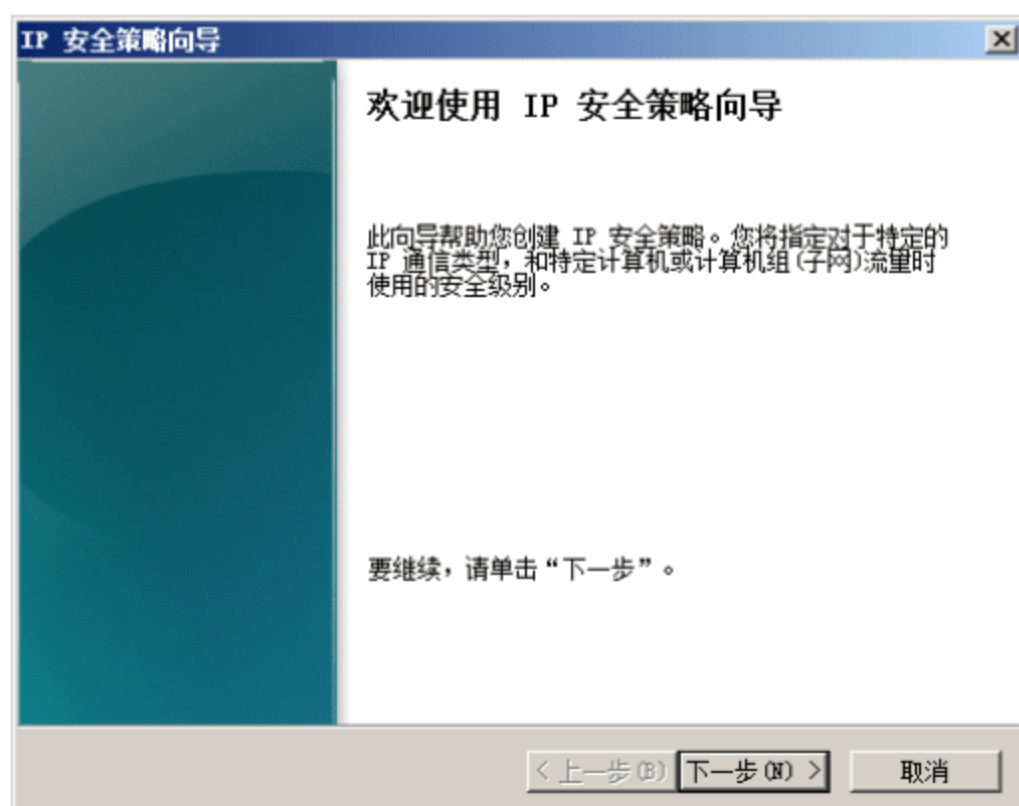 IP 安全策略向导
欢迎使用 IP 安全策略向导
此向导帮助您创建 IP 安全策略。您将指定对于特定的
IP 通信类型，和特定计算机或计算机组(子网)流量时
使用的安全级别。
要继续，请单击“下一步”。
< 上一步(B) 下一步(N) > 取消